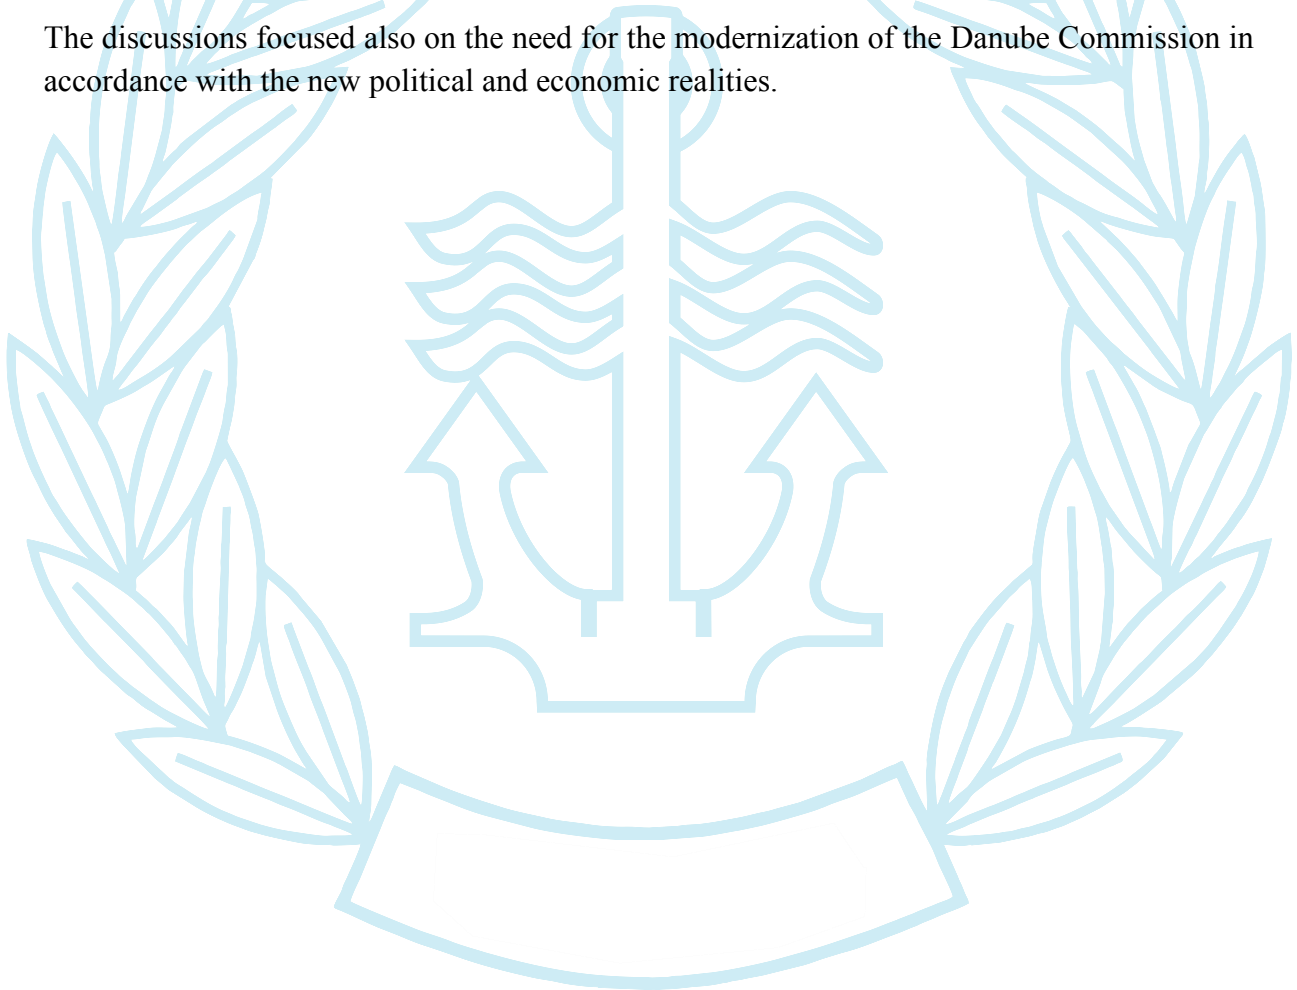 The discussions focused also on the need for the modernization of the Danube Commission in
accordance with the new political and economic realities.